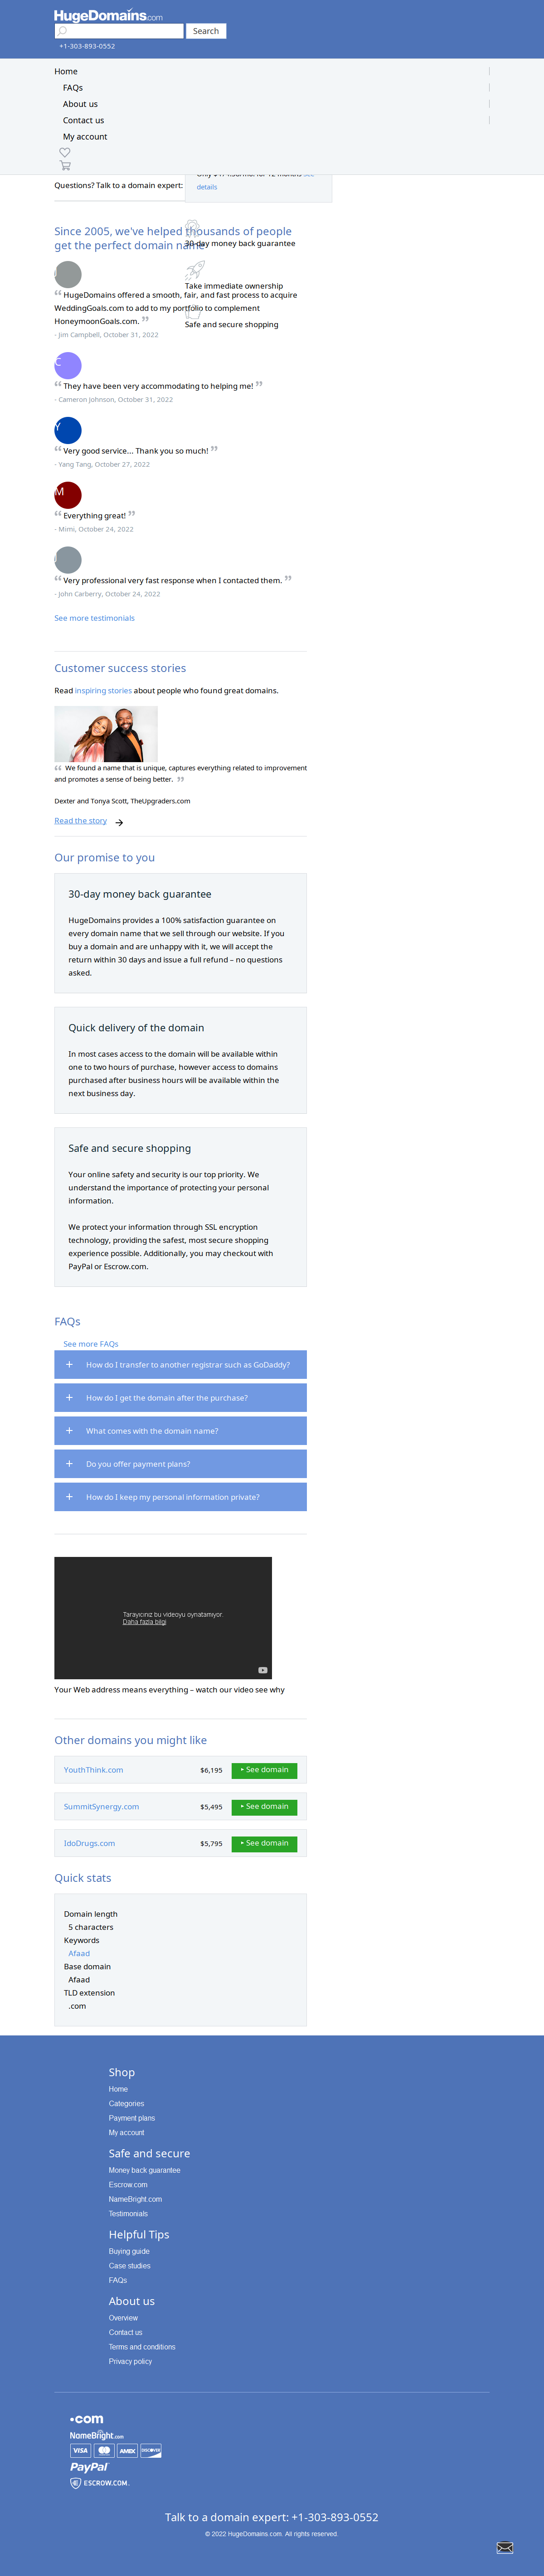 HugeDomains.com
Search
+1-303-893-0552
Home
FAQs
About us
Contact us
My account
details
Questions? Talk to a domain expert:
Since 2005, we've helped thousands of people
get the perfect domain name
30-day money back guarantee
Take immediate ownership
Safe and secure shopping
“ HugeDomains offered a smooth, fair, and fast process to acquire
WeddingGoals.com to add to my portfolio to complement
HoneymoonGoals.com. ”
- Jim Campbell, October 31, 2022
C
“ They have been very accommodating to helping me! ”
- Cameron Johnson, October 31, 2022
Y
“ Very good service... Thank you so much! ”
- Yang Tang, October 27, 2022
M
“ Everything great! ”
- Mimi, October 24, 2022
“ Very professional very fast response when I contacted them. ”
- John Carberry, October 24, 2022
See more testimonials
Customer success stories
Read inspiring stories about people who found great domains.
“ We found a name that is unique, captures everything related to improvement
and promotes a sense of being better. ”
Dexter and Tonya Scott, TheUpgraders.com
Read the story
Our promise to you
30-day money back guarantee
HugeDomains provides a 100% satisfaction guarantee on
every domain name that we sell through our website. If you
buy a domain and are unhappy with it, we will accept the
return within 30 days and issue a full refund – no questions
asked.
Quick delivery of the domain
In most cases access to the domain will be available within
one to two hours of purchase, however access to domains
purchased after business hours will be available within the
next business day.
Safe and secure shopping
Your online safety and security is our top priority. We
understand the importance of protecting your personal
information.
We protect your information through SSL encryption
technology, providing the safest, most secure shopping
experience possible. Additionally, you may checkout with
PayPal or Escrow.com.
FAQs
See more FAQs
+ How do I transfer to another registrar such as GoDaddy?
+ How do I get the domain after the purchase?
+ What comes with the domain name?
+ Do you offer payment plans?
+ How do I keep my personal information private?
Tarayıcınız bu videoyu oynatamıyor.
Daha fazla bilgi
Your Web address means everything – watch our video see why
Other domains you might like
YouthThink.com $6,195 See domain
SummitSynergy.com $5,495 See domain
IdoDrugs.com $5,795 See domain
Quick stats
Domain length
5 characters
Keywords
Afaad
Base domain
Afaad
TLD extension
.com
Shop
Home
Categories
Payment plans
My account
Safe and secure
Money back guarantee
Escrow.com
NameBright.com
Testimonials
Helpful Tips
Buying guide
Case studies
FAQs
About us
Overview
Contact us
Terms and conditions
Privacy policy
.com
NameBright.com
VISA MasterCard AMEX DISCOVER
PayPal
ESCROW.COM
Talk to a domain expert: +1-303-893-0552
© 2022 HugeDomains.com. All rights reserved.